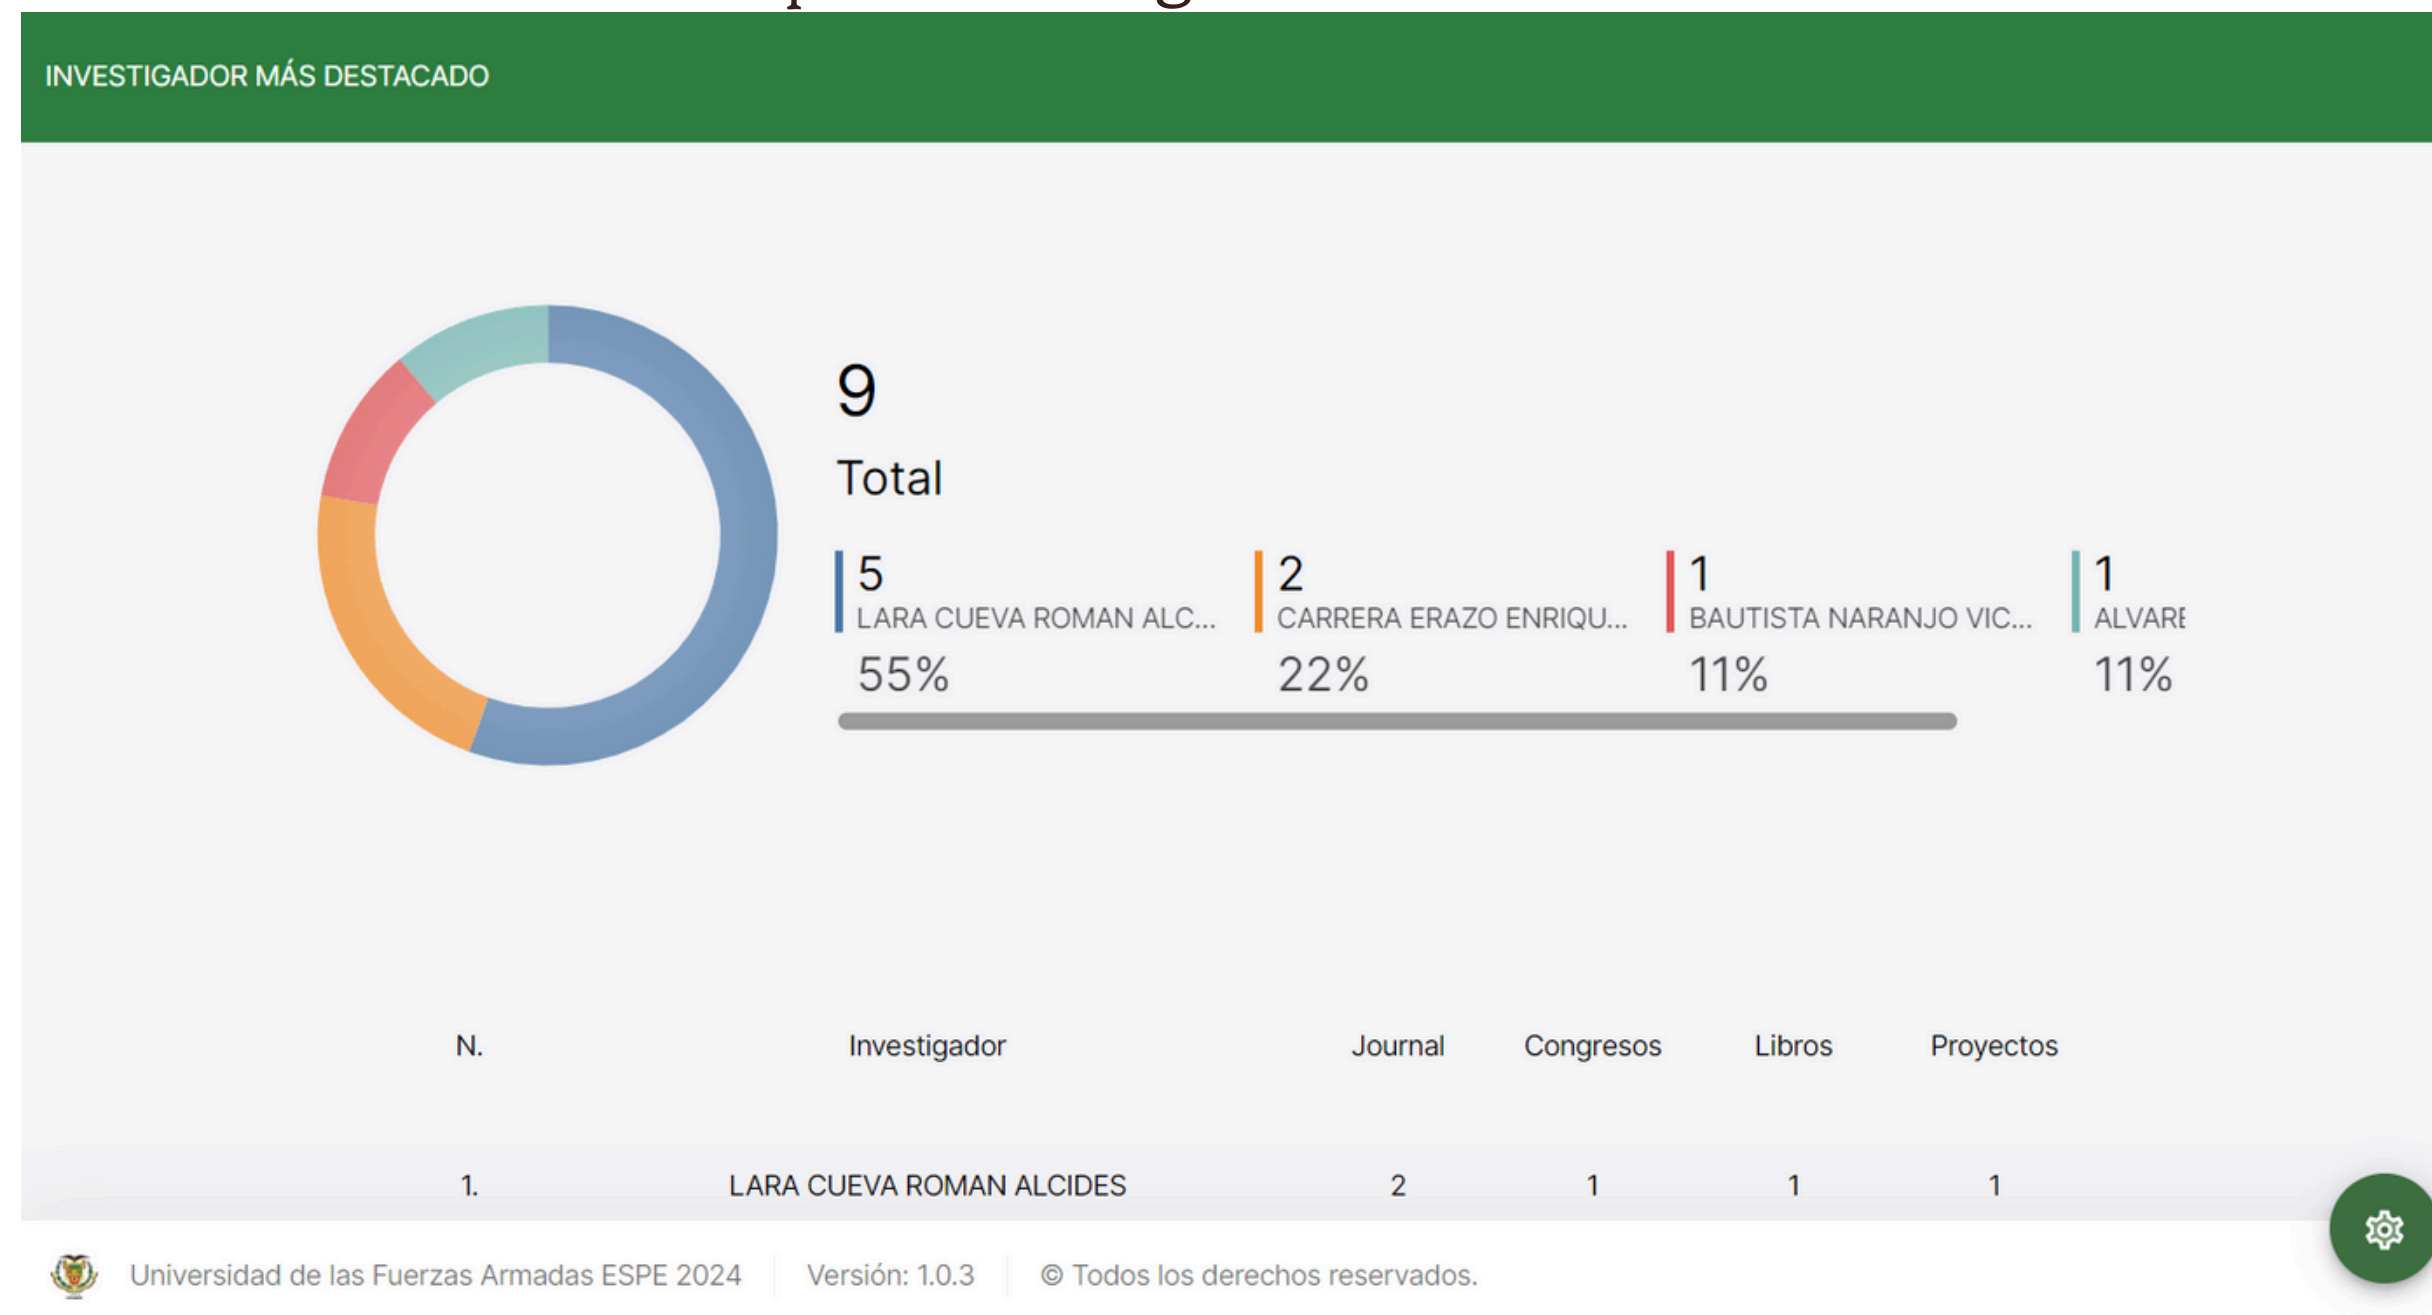 INVESTIGADOR MÁS DESTACADO
9
Total
5
LARA CUEVA ROMAN ALC...
55%
2
CARRERA ERAZO ENRIQU...
22%
1
BAUTISTA NARANJO VIC...
11%
1
ALVARE
11%
N. Investigador Journal Congresos Libros Proyectos
1. LARA CUEVA ROMAN ALCIDES 2 1 1 1
Universidad de las Fuerzas Armadas ESPE 2024 Versión: 1.0.3 © Todos los derechos reservados.